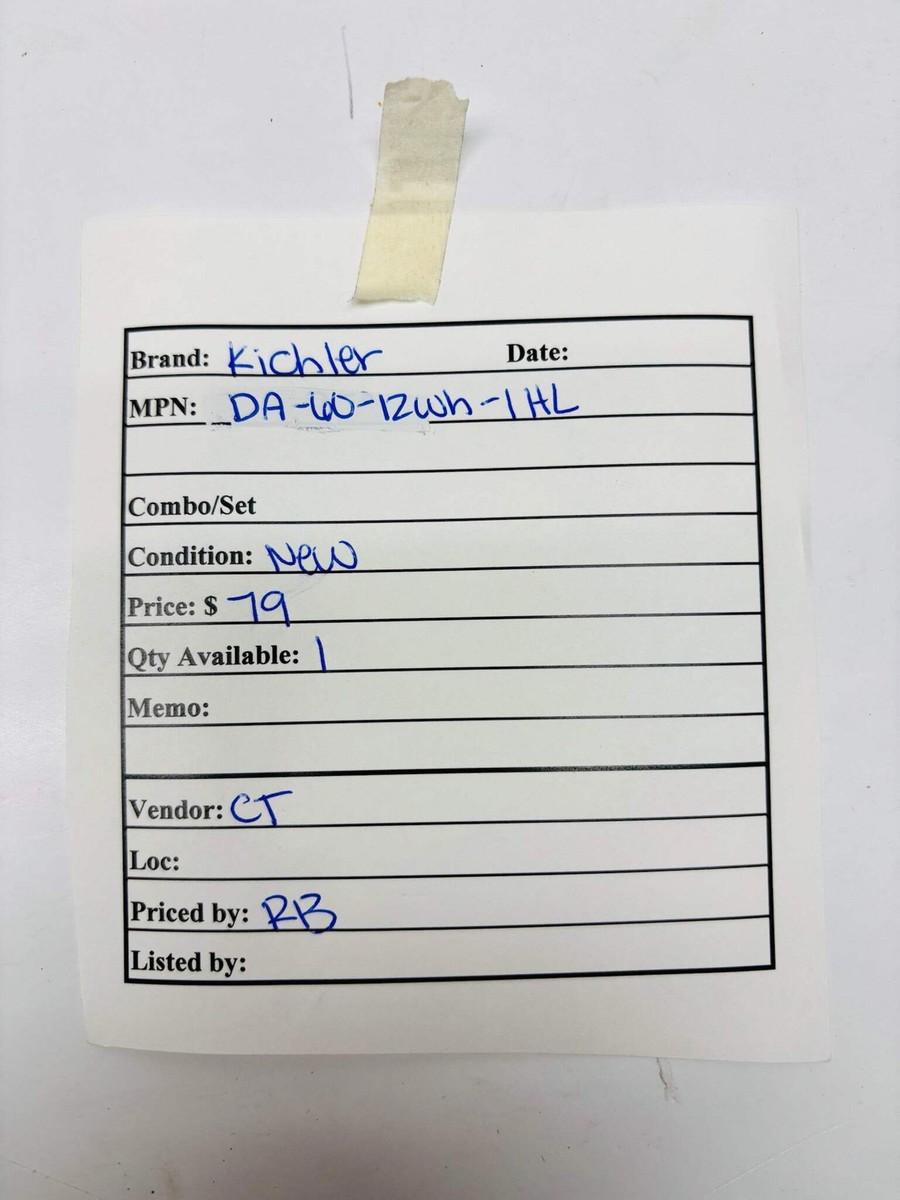 Brand: Kichler Date:
MPN: DA-60-12Wh-1HL
Combo/Set
Condition: New
Price: $ 79
Qty Available: 1
Memo:
Vendor: CT
Loc:
Priced by: RB
Listed by: